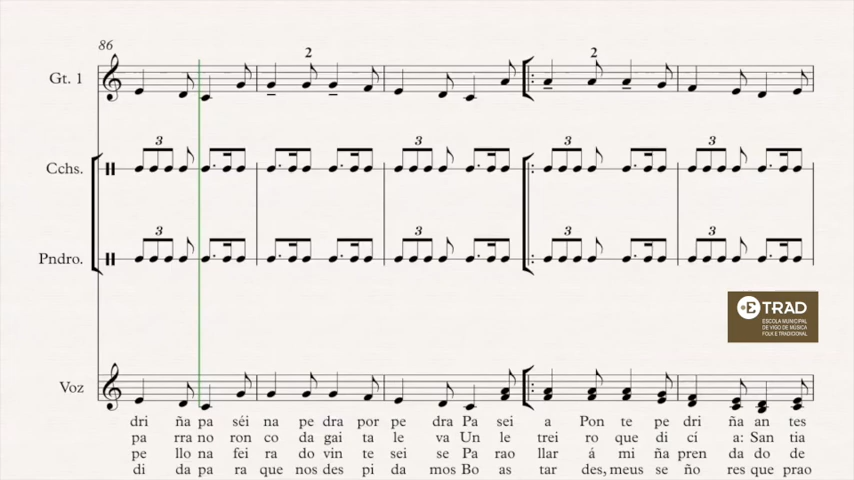 86
2
2
Gt. 1
3
3
3
3
Cchs.
3
3
3
3
Pndro.
E TRAD
ESCOLA MUNICIPAL
DE VIGO DE MÚSICA
FOLK E TRADICIONAL
Voz
dri ña pa séi na pe dra por pe dra Pa sei a Pon te pe dri ña an tes
pa rra no ron co da gai ta le va Un le trei ro que di cí a: San tia
pe llo na fei ra do vin te sei se Pa rao llar á mi ña pren da do de
di da pa ra que nos des pi da mos Bo as tar des, meus se ño res que prao